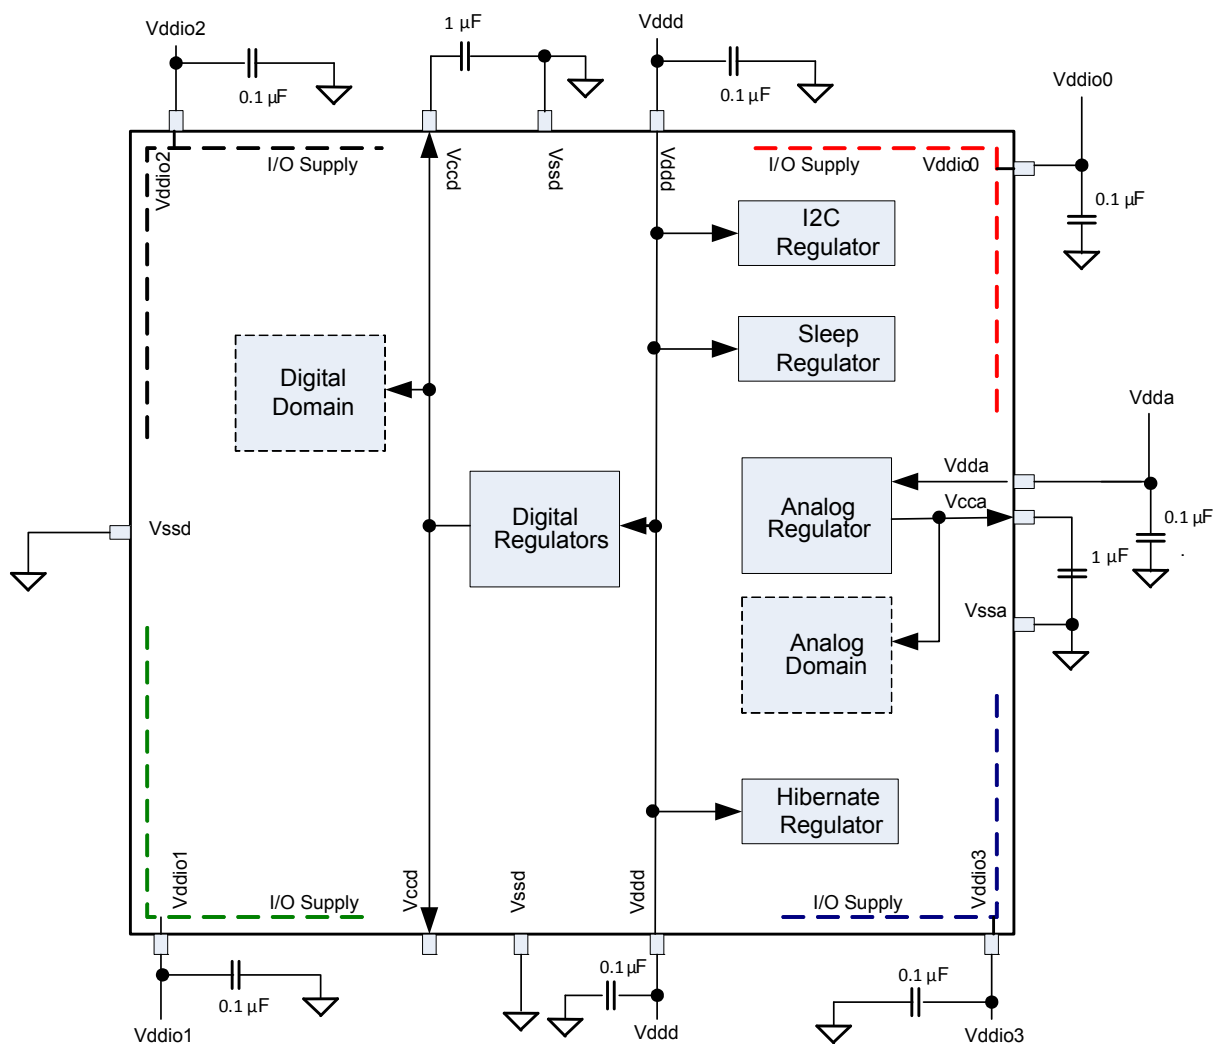 Vddio2
1 µF
Vddd
0.1 µF
0.1 µF
Vddio0
I/O Supply
Vddio2
Vccd
Vssd
Vddd
I/O Supply
Vddio0
0.1 µF
I2C
Regulator
Sleep
Regulator
Digital
Domain
Vdda
Vdda
Vcca
Analog
Regulator
Digital
Regulators
0.1 µF
.
1 µF
Vssd
Vssa
Analog
Domain
Hibernate
Regulator
Vddio1
I/O Supply
Vccd
Vssd
Vddd
I/O Supply
Vddio3
0.1 µF
0.1 µF
0.1 µF
Vddio1
Vddd
Vddio3